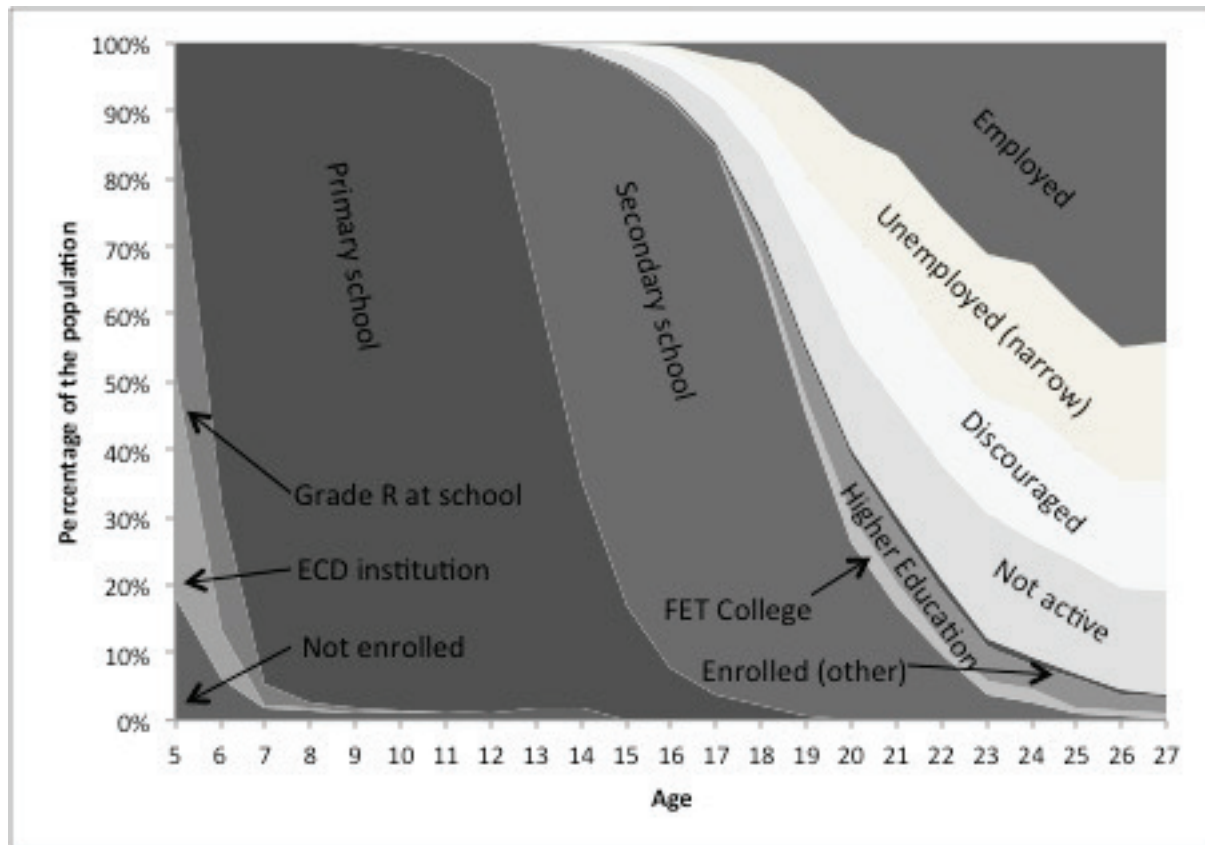 100%
90%
80%
70%
60%
50%
40%
30%
20%
10%
0%
Percentage of the population
Primary school
Secondary school
Employed
Unemployed (narrow)
Discouraged
Not active
Grade R at school
ECD institution
Not enrolled
Higher Education
FET College
Enrolled (other)
5 6 7 8 9 10 11 12 13 14 15 16 17 18 19 20 21 22 23 24 25 26 27
Age